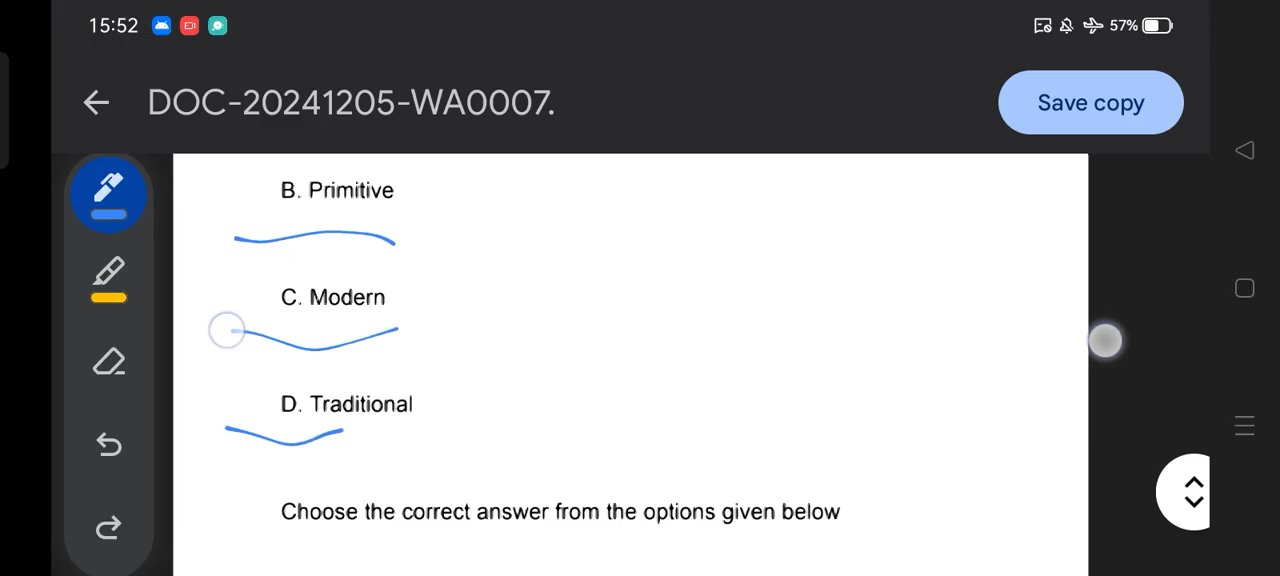 15:52
57%
DOC-20241205-WA0007.
Save copy
B. Primitive
C. Modern
D. Traditional
Choose the correct answer from the options given below